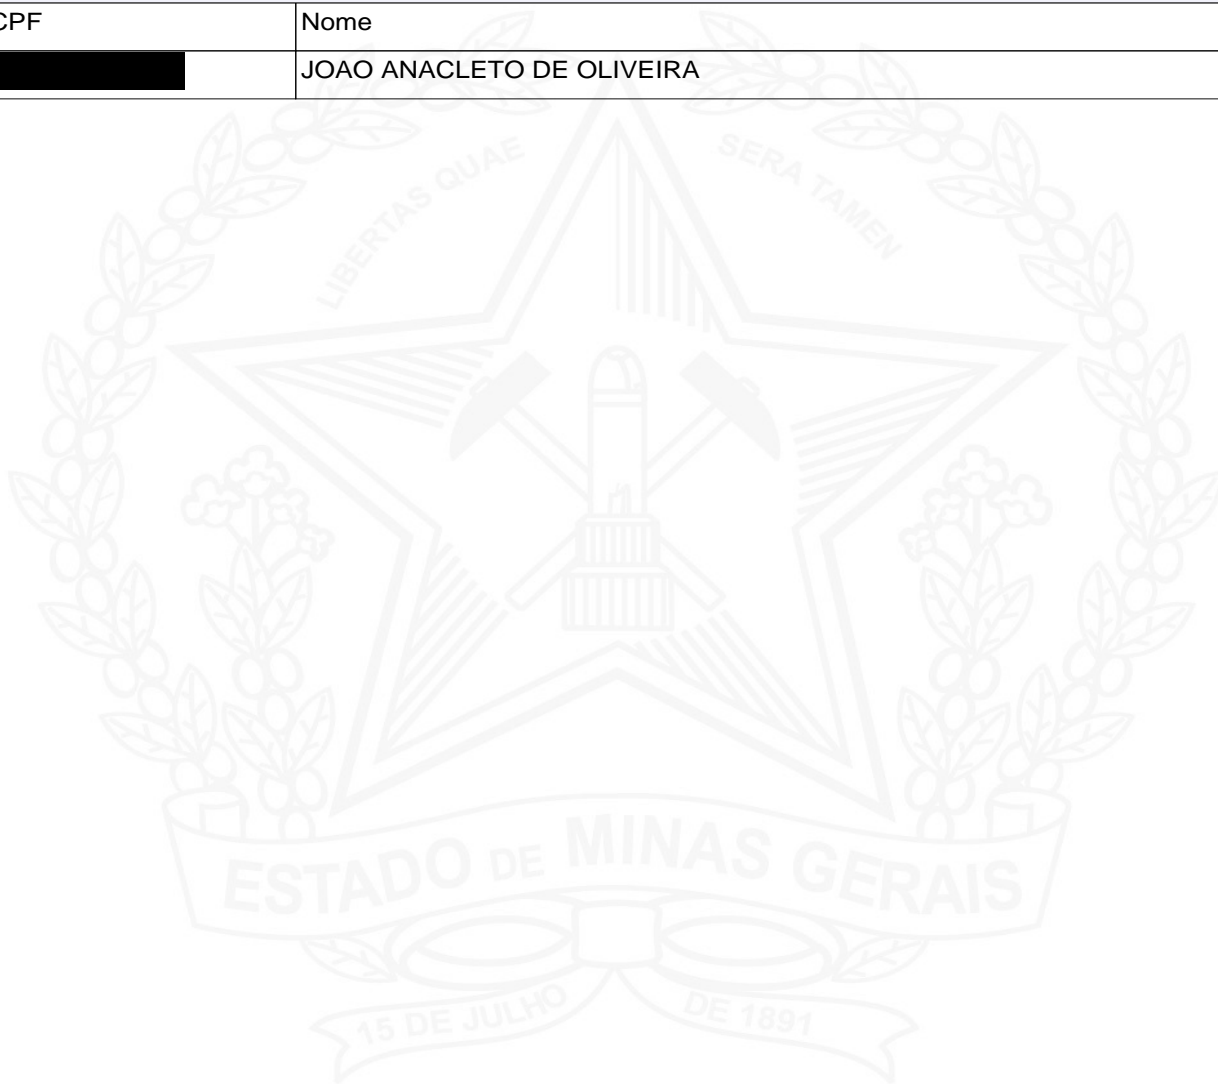 CPF Nome
JOAO ANACLETO DE OLIVEIRA
LIBERTAS QUAE SERA TAMEN
ESTADO DE MINAS GERAIS
15 DE JULHO DE 1891